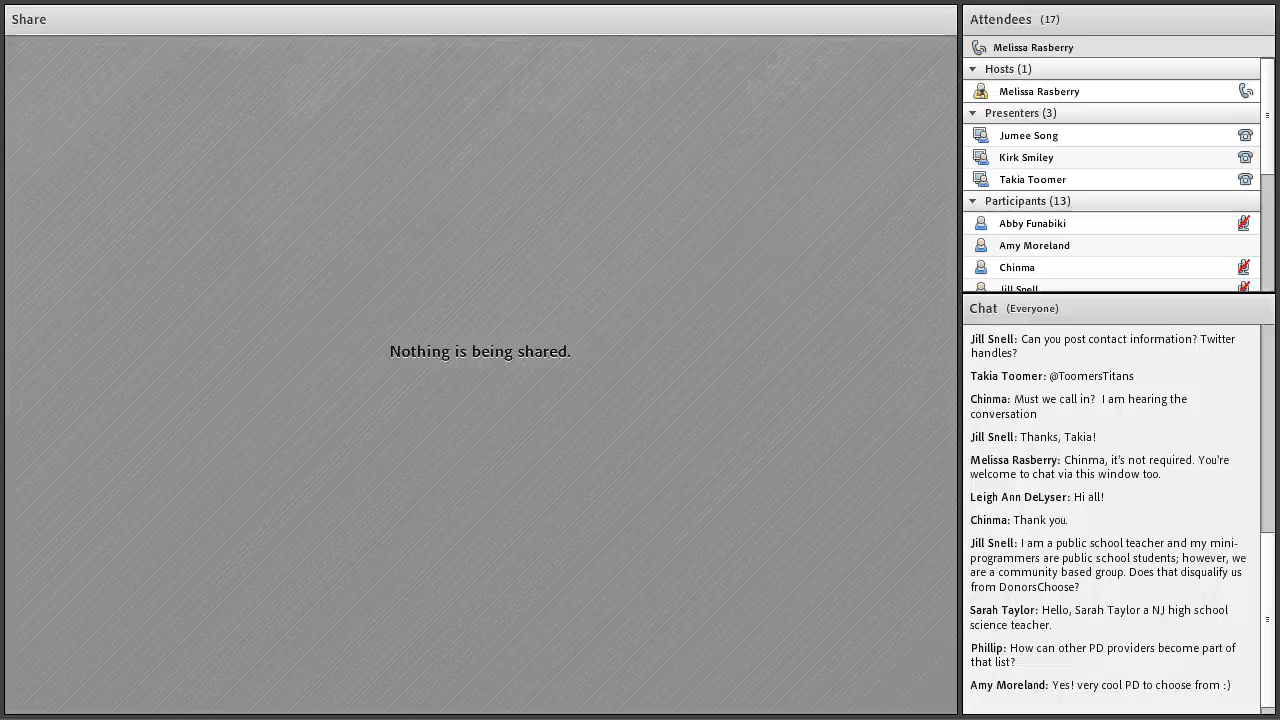 Share
Nothing is being shared.
Attendees (17)
Melissa Rasberry
Hosts (1)
Melissa Rasberry
Presenters (3)
Jumee Song
Kirk Smiley
Takia Toomer
Participants (13)
Abby Funabiki
Amy Moreland
Chinma
Jill Snell
Chat (Everyone)
Jill Snell: Can you post contact information? Twitter
handles?
Takia Toomer: @ToomersTitans
Chinma: Must we call in? I am hearing the
conversation
Jill Snell: Thanks, Takia!
Melissa Rasberry: Chinma, it's not required. You're
welcome to chat via this window too.
Leigh Ann DeLyser: Hi all!
Chinma: Thank you.
Jill Snell: I am a public school teacher and my mini-
programmers are public school students; however, we
are a community based group. Does that disqualify us
from DonorsChoose?
Sarah Taylor: Hello, Sarah Taylor a NJ high school
science teacher.
Phillip: How can other PD providers become part of
that list?
Amy Moreland: Yes! very cool PD to choose from :)